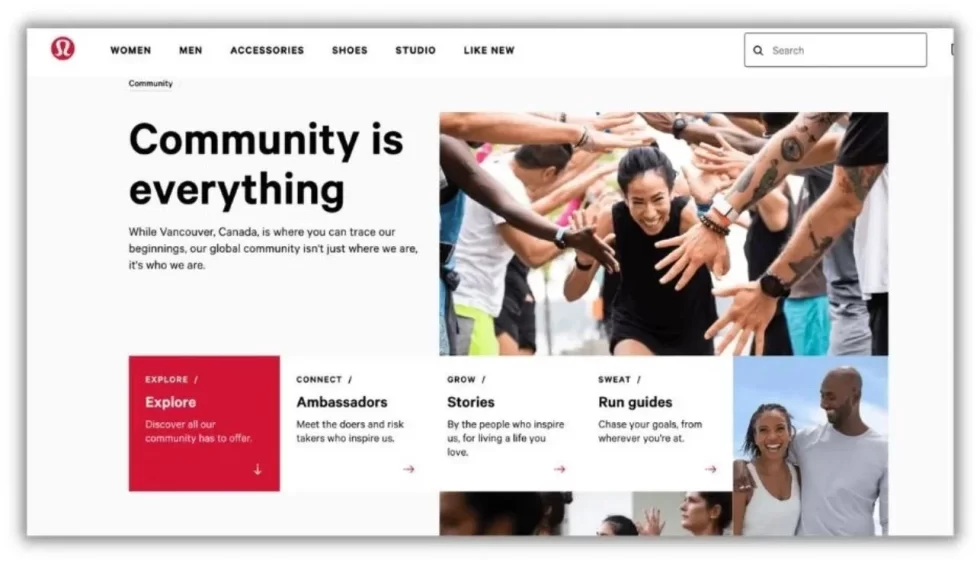 WOMEN MEN ACCESSORIES SHOES STUDIO LIKE NEW Search
Community
Community is
everything
While Vancouver, Canada, is where you can trace our
beginnings, our global community isn't just where we are,
it's who we are.
EXPLORE /
Explore
Discover all our
community has to offer.
CONNECT /
Ambassadors
Meet the doers and risk
takers who inspire us.
GROW /
Stories
By the people who inspire
us, for living a life you
love.
SWEAT /
Run guides
Chase your goals, from
wherever you're at.